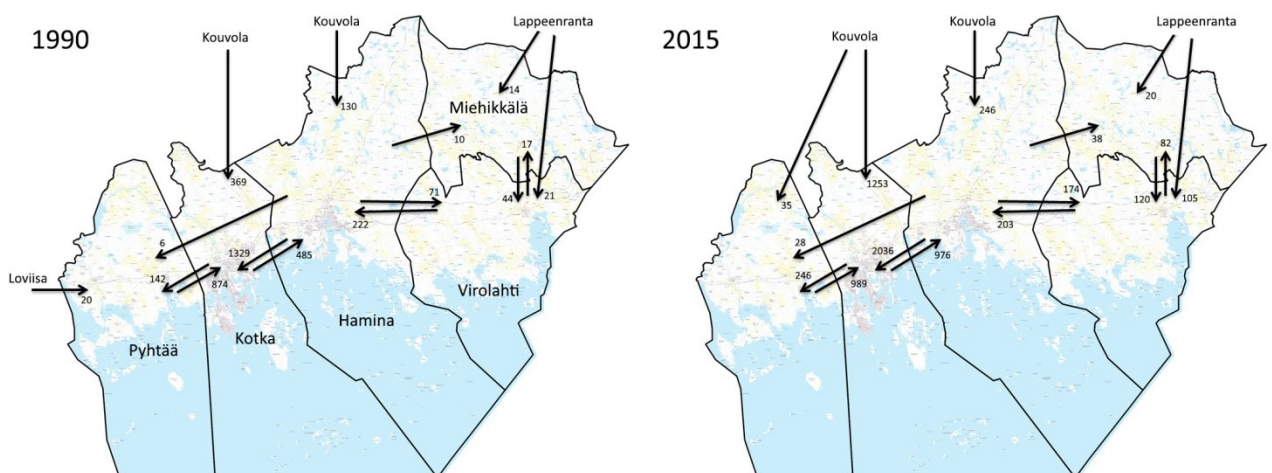 1990
Kouvola
Kouvola
Lappeenranta
14
130
Miehikkälä
10
17
369
71
44
21
222
6
1329
485
142
874
Loviisa
20
Virolahti
Hamina
Kotka
Pyhtää
2015
Kouvola
Kouvola
Lappeenranta
20
246
38
82
1253
174
35
120
105
203
28
2036
976
246
989